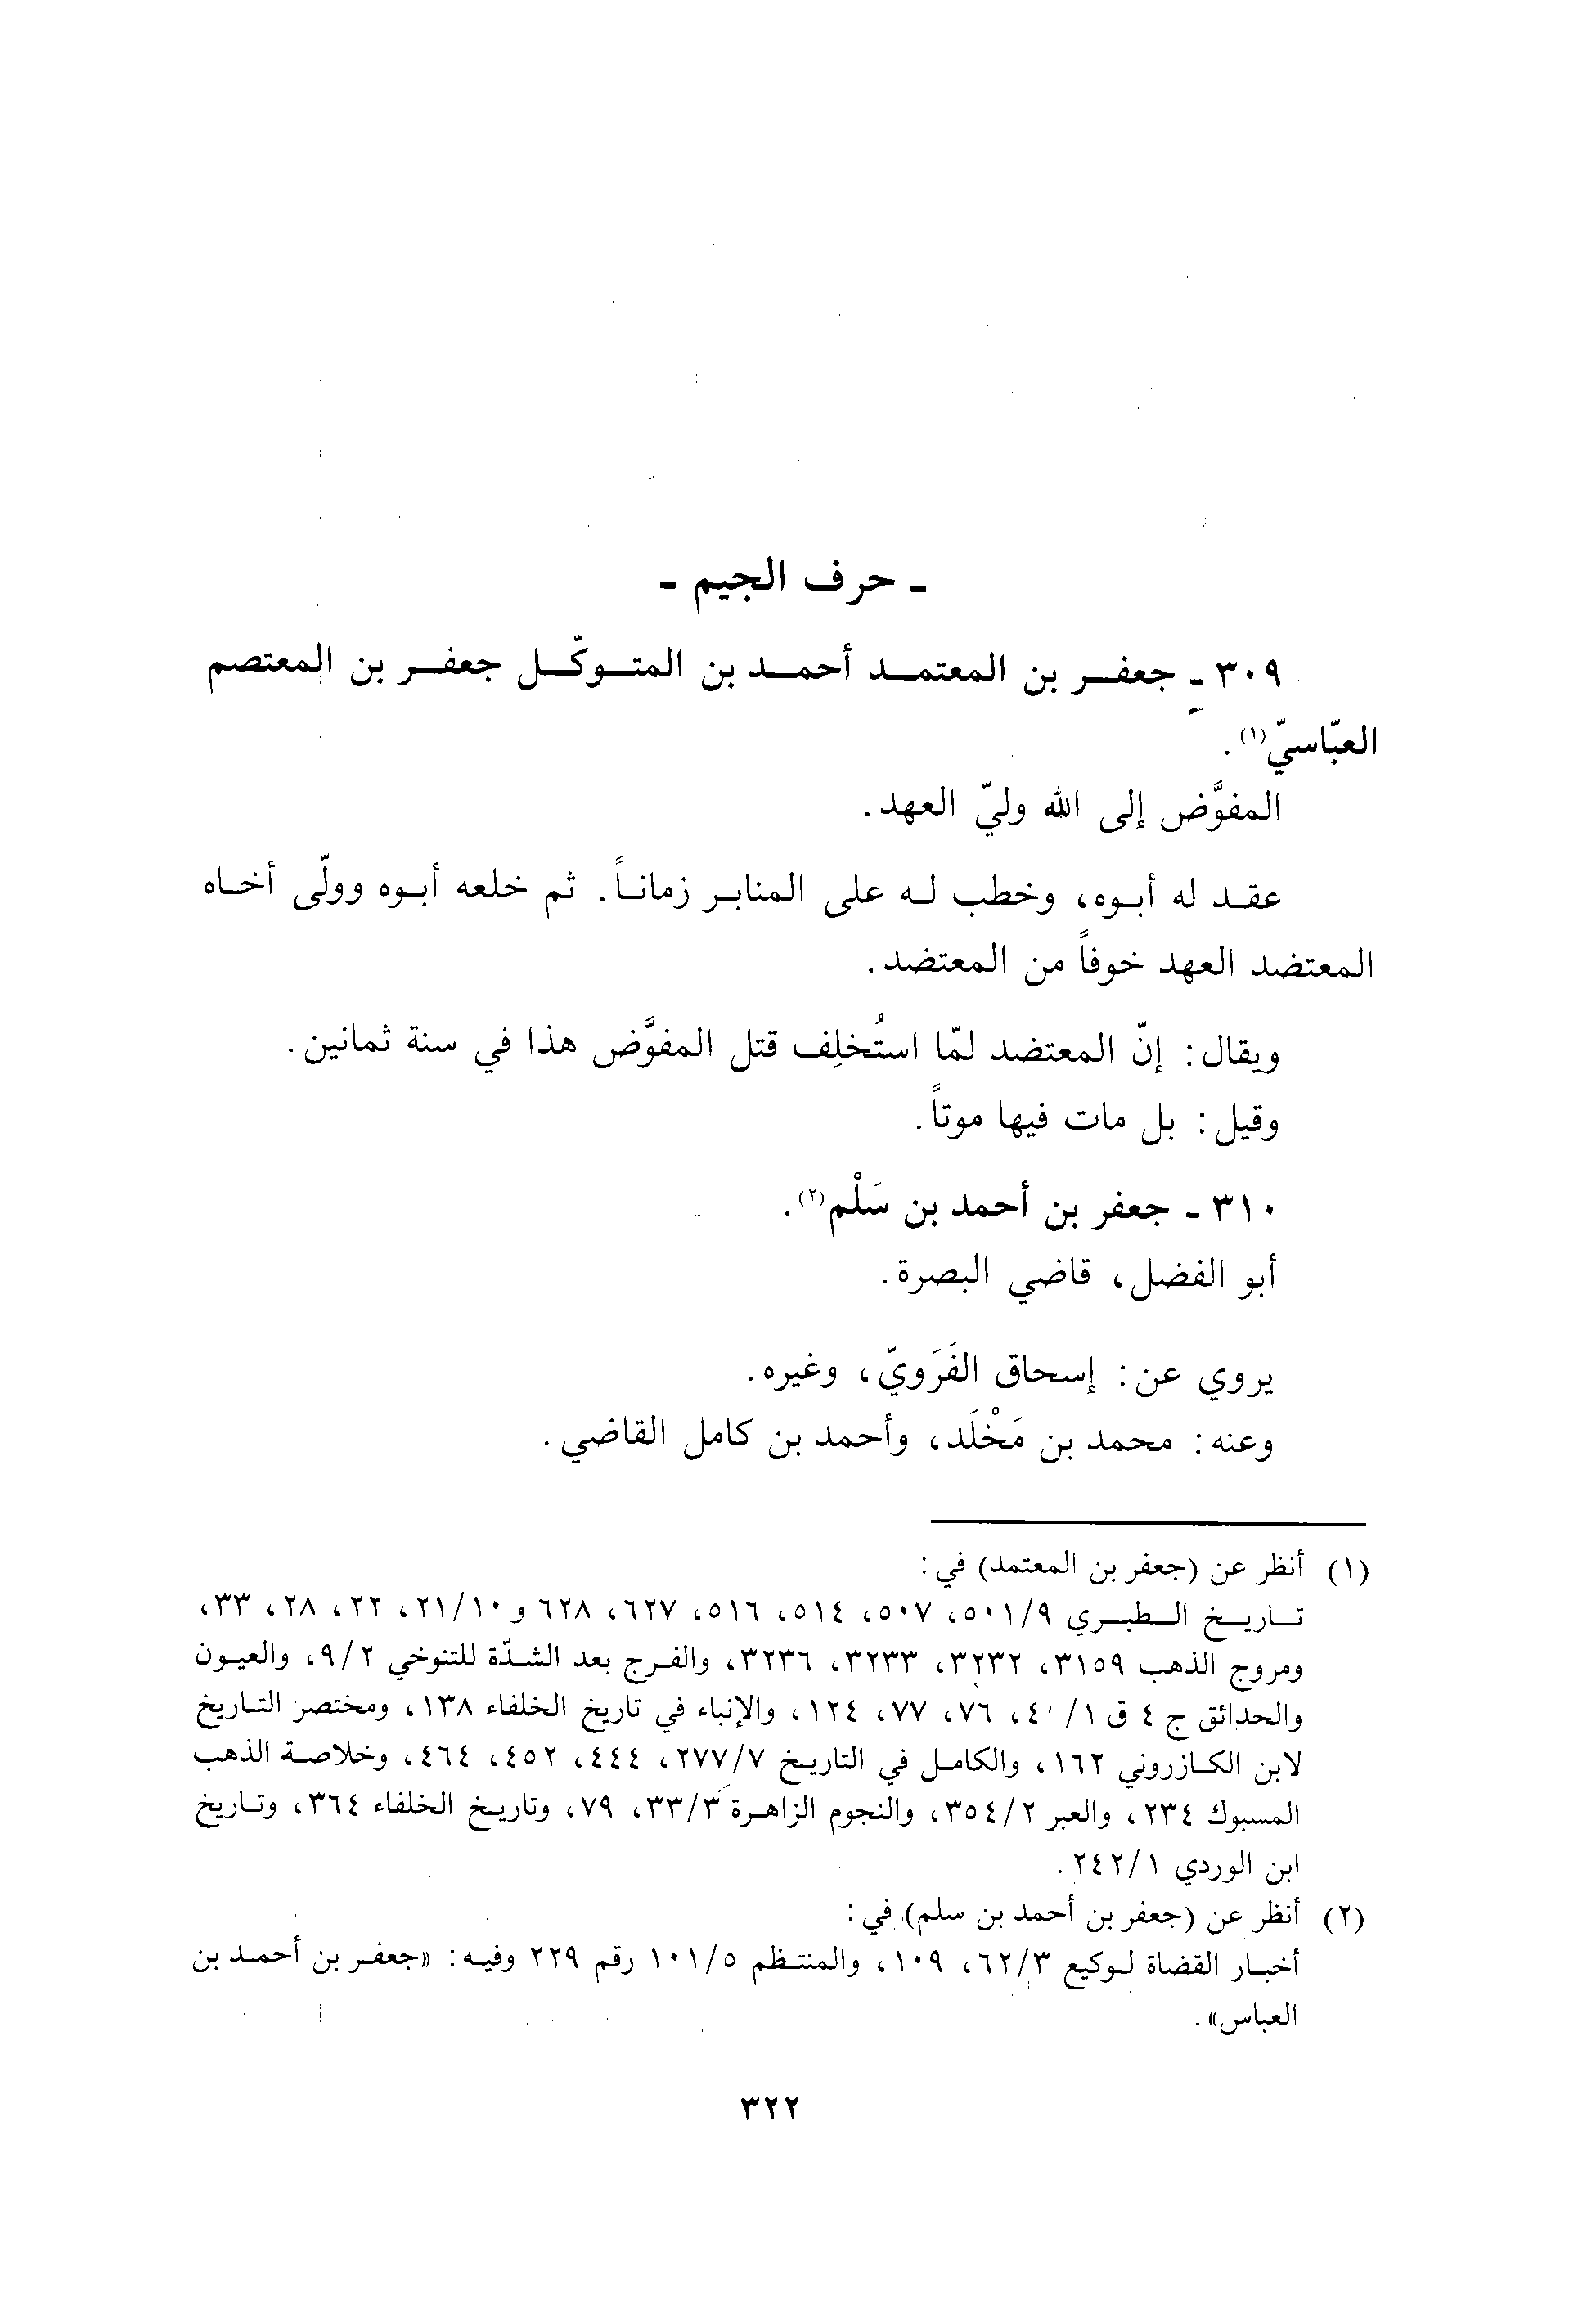 ـ حرف الجيم ـ
٣٠٩ ـ جعفر بن المعتمد أحمد بن المتوكّل جعفر بن المعتصم
العبّاسيّ(١).
المفوَّض إلى الله وليّ العهد.
عقد له أبوه، وخطب له على المنابر زماناً. ثم خلعه أبوه وولّى أخاه
المعتضد العهد خوفاً من المعتضد.
ويقال: إنّ المعتضد لمّا استُخلِف قتل المفوَّض هذا في سنة ثمانين.
وقيل: بل مات فيها موتاً.
٣١٠ ـ جعفر بن أحمد بن سَلْم(٢).
أبو الفضل، قاضي البصرة.
يروي عن: إسحاق الفَرَويّ، وغيره.
وعنه: محمد بن مَخْلَد، وأحمد بن كامل القاضي.
(١) أنظر عن (جعفر بن المعتمد) في:
تاريخ الطبري ٥٠١/٩، ٥٠٧، ٥١٤، ٥١٦، ٦٢٧، ٦٢٨ و ٢١/١٠، ٢٢، ٢٨، ٣٣،
ومروج الذهب ٣١٥٩، ٣٢٣٢، ٣٢٣٣، ٣٢٣٦، والفرج بعد الشدّة للتنوخي ٩/٢، والعيون
والحدائق ج ٤ ق ٤٠/١، ٧٦، ٧٧، ١٢٤، والإنباء في تاريخ الخلفاء ١٣٨، ومختصر التاريخ
لابن الكازروني ١٦٢، والكامل في التاريخ ٢٧٧/٧، ٤٤٤، ٤٥٢، ٤٦٤، وخلاصة الذهب
المسبوك ٢٣٤، والعبر ٣٥٤/٢، والنجوم الزاهرة ٣٣/٣، ٧٩، وتاريخ الخلفاء ٣٦٤، وتاريخ
ابن الوردي ٢٤٢/١.
(٢) أنظر عن (جعفر بن أحمد بن سلم) في:
أخبار القضاة لوكيع ٦٢/٣، ١٠٩، والمنتظم ١٠١/٥ رقم ٢٢٩ وفيه: «جعفر بن أحمد بن
العباس».
٣٢٢